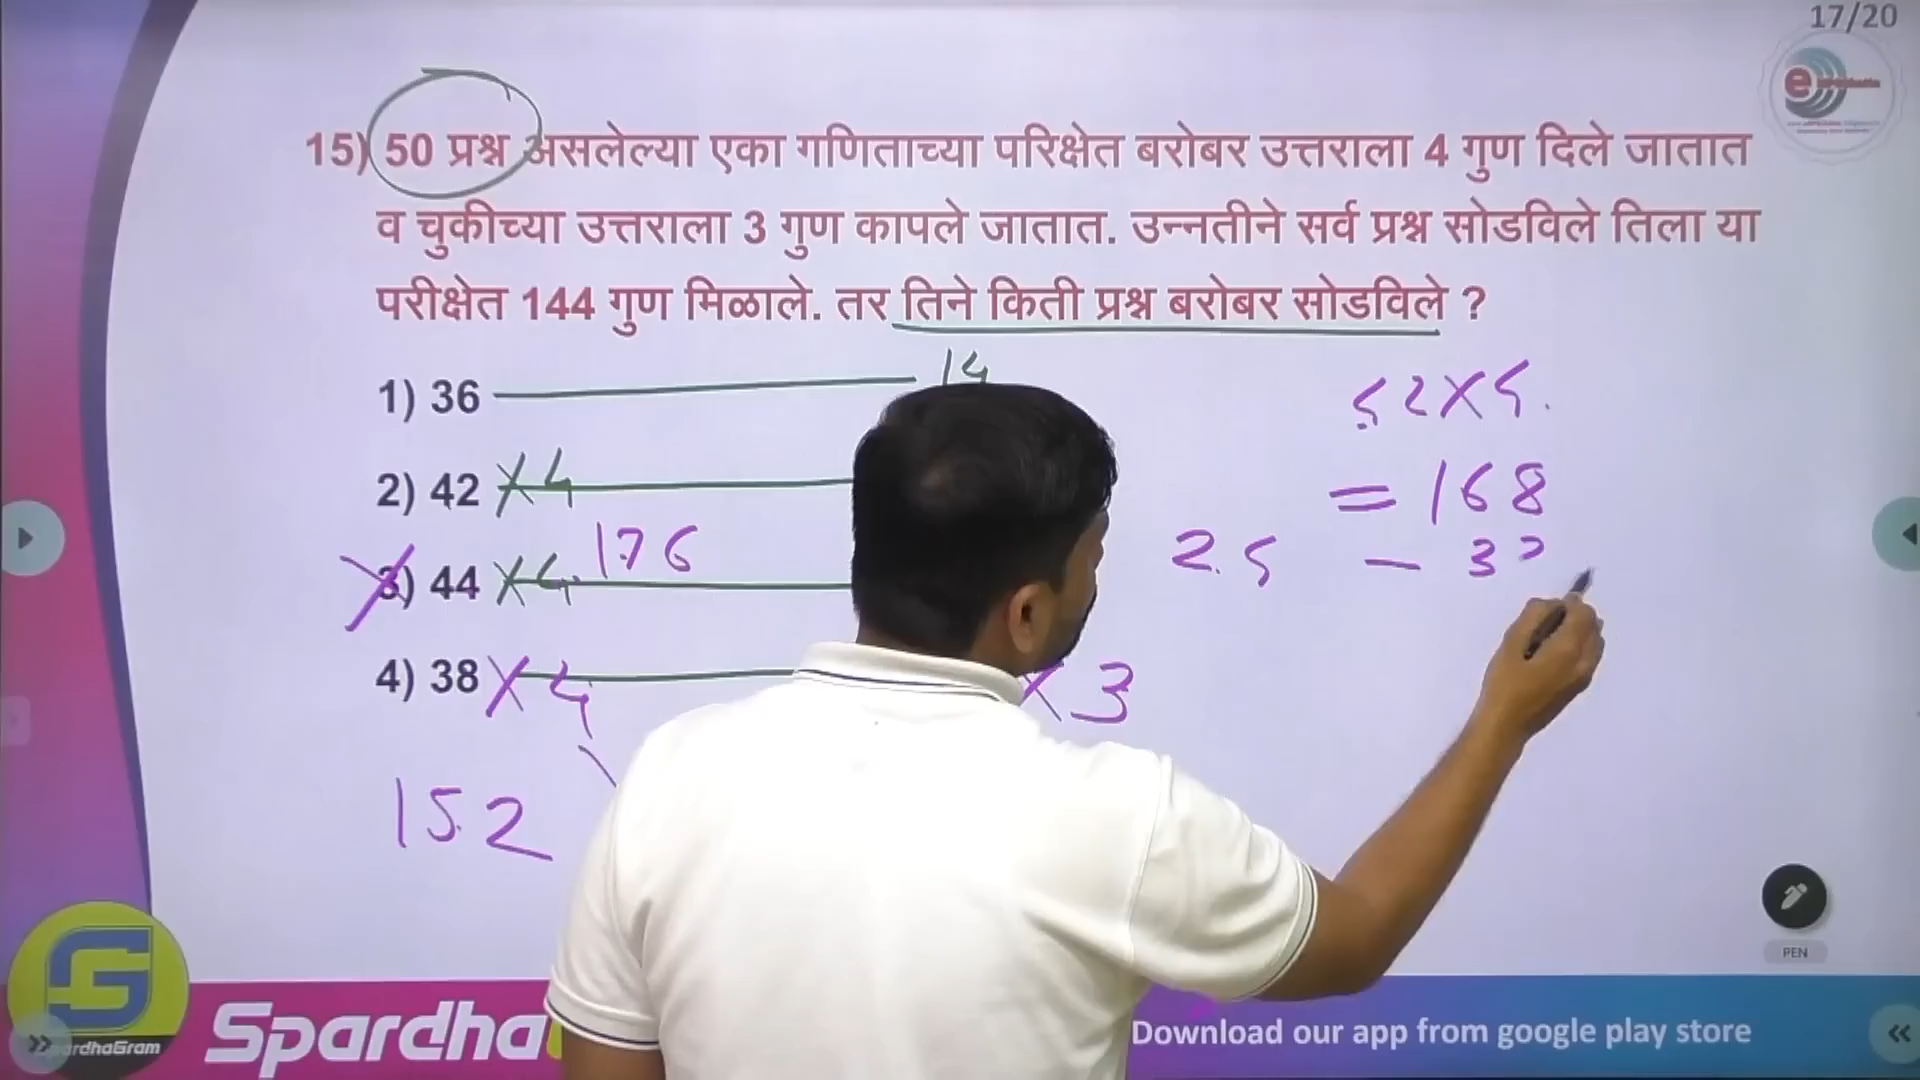 17/20
15) 50 प्रश्न असलेल्या एका गणिताच्या परिक्षेत बरोबर उत्तराला 4 गुण दिले जातात
व चुकीच्या उत्तराला 3 गुण कापले जातात. उन्नतीने सर्व प्रश्न सोडविले तिला या
परीक्षेत 144 गुण मिळाले. तर तिने किती प्रश्न बरोबर सोडविले ?
1) 36
14
2) 42 ×4
3) 44 ×4 176
4) 38 ×4 ×3
152
= 168
PEN
SpardhaGram
Spardha
Download our app from google play store